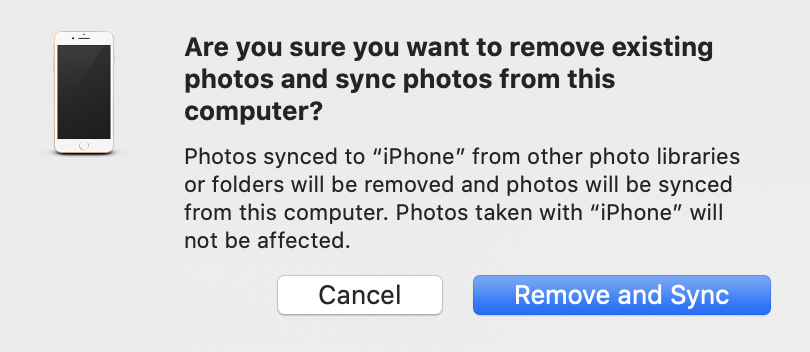 Are you sure you want to remove existing
photos and sync photos from this
computer?
Photos synced to “iPhone” from other photo libraries
or folders will be removed and photos will be synced
from this computer. Photos taken with “iPhone” will
not be affected.
Cancel
Remove and Sync